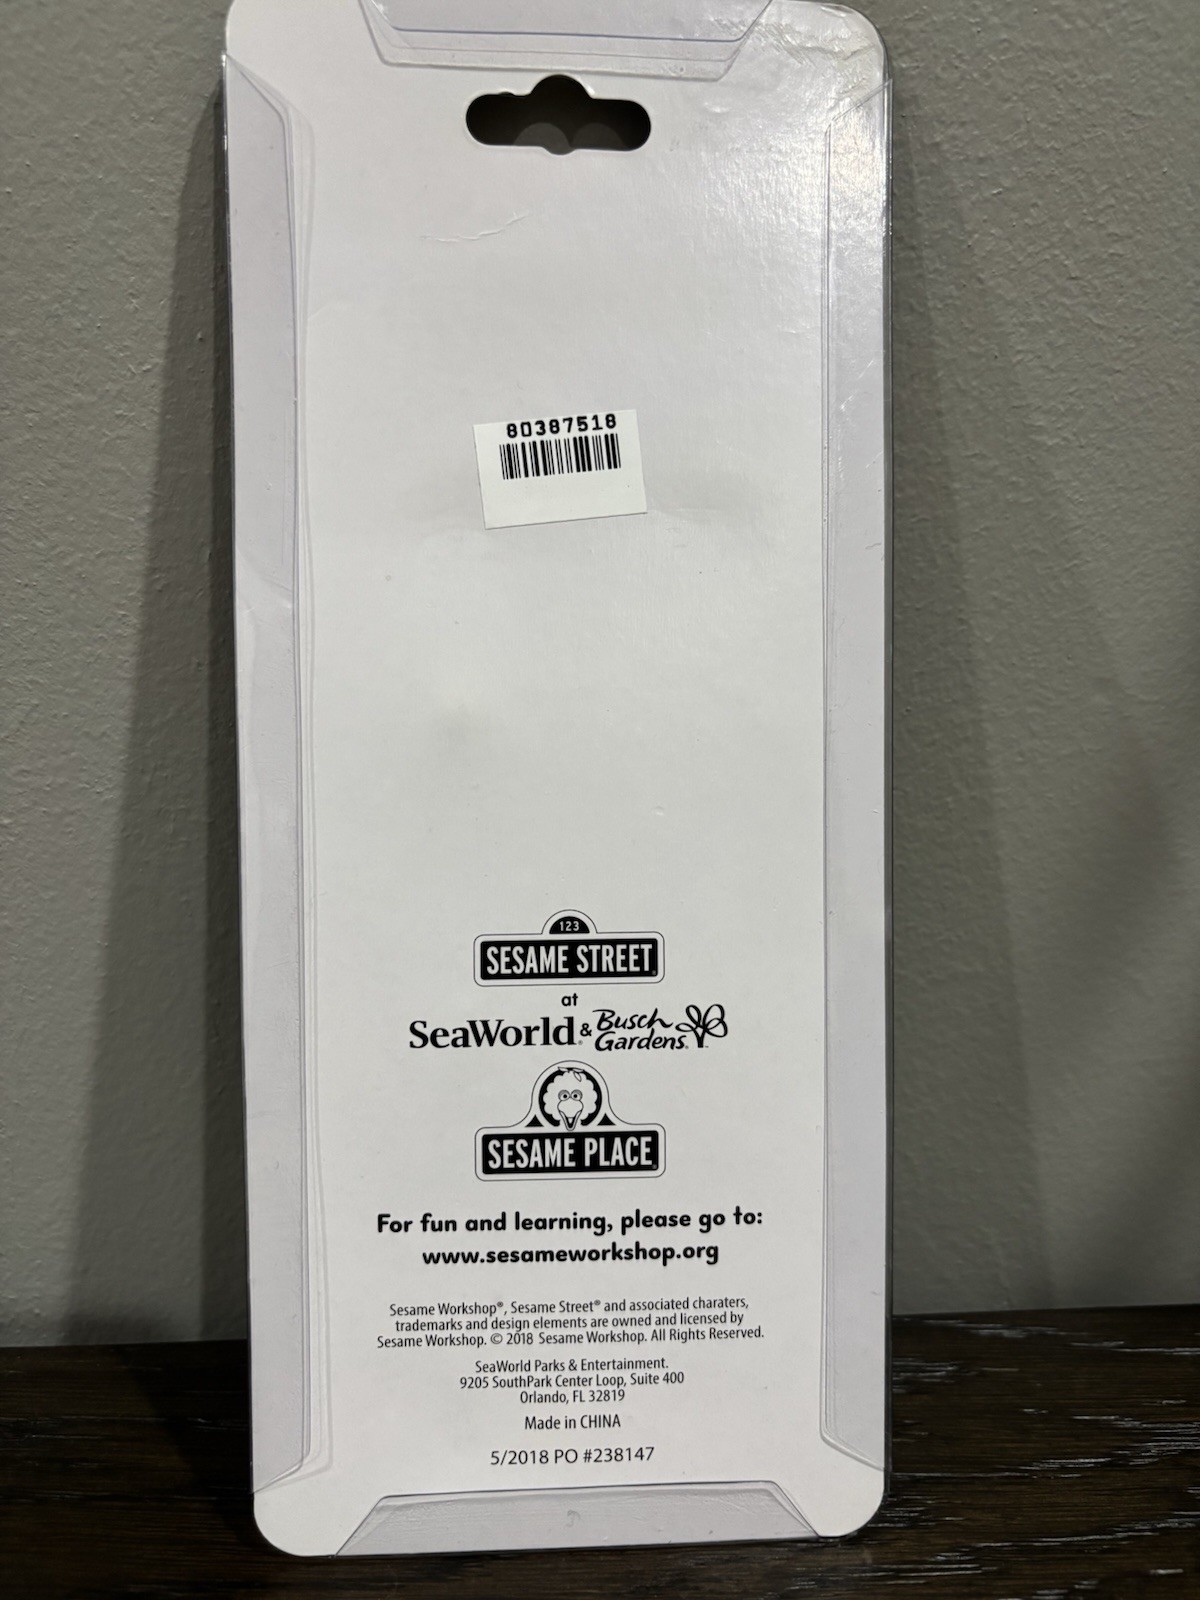 80387518
123
SESAME STREET
at
SeaWorld® & Busch Gardens®
SESAME PLACE
For fun and learning, please go to:
www.sesameworkshop.org
Sesame Workshop®, Sesame Street® and associated charaters,
trademarks and design elements are owned and licensed by
Sesame Workshop. © 2018 Sesame Workshop. All Rights Reserved.
SeaWorld Parks & Entertainment.
9205 SouthPark Center Loop, Suite 400
Orlando, FL 32819
Made in CHINA
5/2018 PO #238147